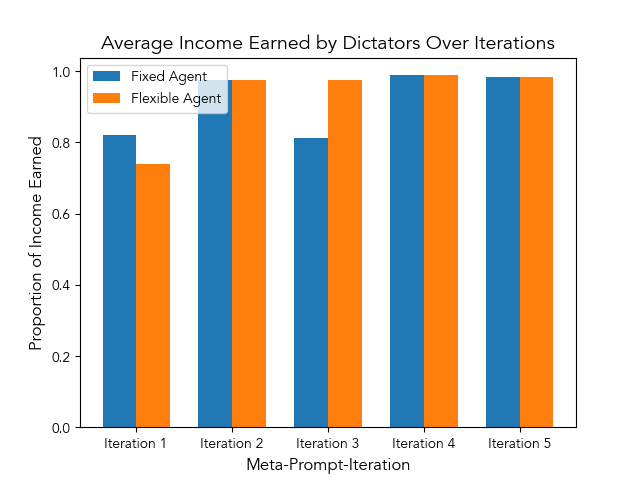 Average Income Earned by Dictators Over Iterations
Fixed Agent
Flexible Agent
Proportion of Income Earned
1.0
0.8
0.6
0.4
0.2
0.0
Iteration 1
Iteration 2
Iteration 3
Iteration 4
Iteration 5
Meta-Prompt-Iteration